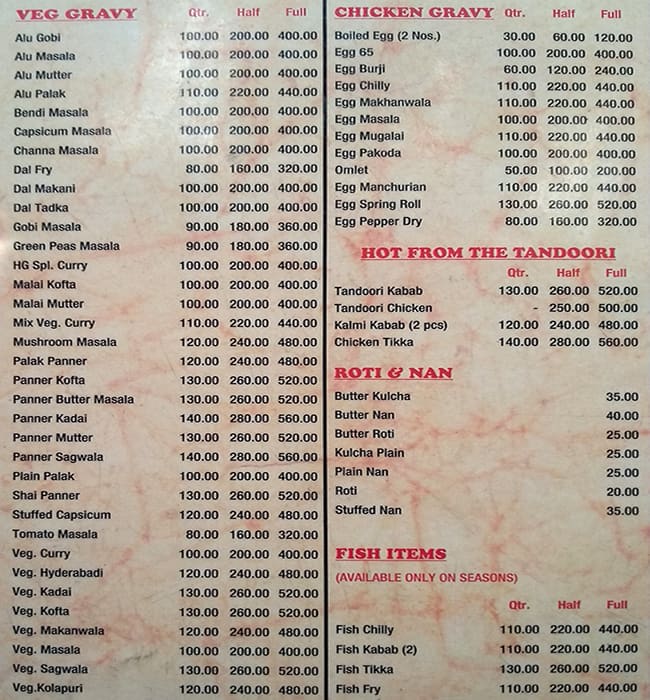 VEG GRAVY Qtr. Half Full
Alu Gobi 100.00 200.00 400.00
Alu Masala 100.00 200.00 400.00
Alu Mutter 100.00 200.00 400.00
Alu Palak 110.00 220.00 440.00
Bendi Masala 100.00 200.00 400.00
Capsicum Masala 100.00 200.00 400.00
Channa Masala 100.00 200.00 400.00
Dal Fry 80.00 160.00 320.00
Dal Makani 100.00 200.00 400.00
Dal Tadka 100.00 200.00 400.00
Gobi Masala 90.00 180.00 360.00
Green Peas Masala 90.00 180.00 360.00
HG Spl. Curry 100.00 200.00 400.00
Malai Kofta 100.00 200.00 400.00
Malai Mutter 100.00 200.00 400.00
Mix Veg. Curry 110.00 220.00 440.00
Mushroom Masala 120.00 240.00 480.00
Palak Panner 120.00 240.00 480.00
Panner Kofta 130.00 260.00 520.00
Panner Butter Masala 130.00 260.00 520.00
Panner Kadai 140.00 280.00 560.00
Panner Mutter 130.00 260.00 520.00
Panner Sagwala 140.00 280.00 560.00
Plain Palak 100.00 200.00 400.00
Shai Panner 130.00 260.00 520.00
Stuffed Capsicum 120.00 240.00 480.00
Tomato Masala 80.00 160.00 320.00
Veg. Curry 100.00 200.00 400.00
Veg. Hyderabadi 120.00 240.00 480.00
Veg. Kadai 130.00 260.00 520.00
Veg. Kofta 130.00 260.00 520.00
Veg. Makanwala 120.00 240.00 480.00
Veg. Masala 100.00 200.00 400.00
Veg. Sagwala 130.00 260.00 520.00
Veg.Kolapuri 120.00 240.00 480.00
CHICKEN GRAVY Qtr. Half Full
Boiled Egg (2 Nos.) 30.00 60.00 120.00
Egg 65 100.00 200.00 400.00
Egg Burji 60.00 120.00 240.00
Egg Chilly 110.00 220.00 440.00
Egg Makhanwala 110.00 220.00 440.00
Egg Masala 100.00 200.00 400.00
Egg Mugalai 110.00 220.00 440.00
Egg Pakoda 100.00 200.00 400.00
Omlet 50.00 100.00 200.00
Egg Manchurian 110.00 220.00 440.00
Egg Spring Roll 130.00 260.00 520.00
Egg Pepper Dry 80.00 160.00 320.00
HOT FROM THE TANDOORI
Qtr. Half Full
Tandoori Kabab 130.00 260.00 520.00
Tandoori Chicken - 250.00 500.00
Kalmi Kabab (2 pcs) 120.00 240.00 480.00
Chicken Tikka 140.00 280.00 560.00
ROTI & NAN
Butter Kulcha 35.00
Butter Nan 40.00
Butter Roti 25.00
Kulcha Plain 25.00
Plain Nan 25.00
Roti 20.00
Stuffed Nan 35.00
FISH ITEMS
(AVAILABLE ONLY ON SEASONS)
Qtr. Half Full
Fish Chilly 110.00 220.00 440.00
Fish Kabab (2) 110.00 220.00 440.00
Fish Tikka 130.00 260.00 520.00
Fish Fry 110.00 220.00 440.00